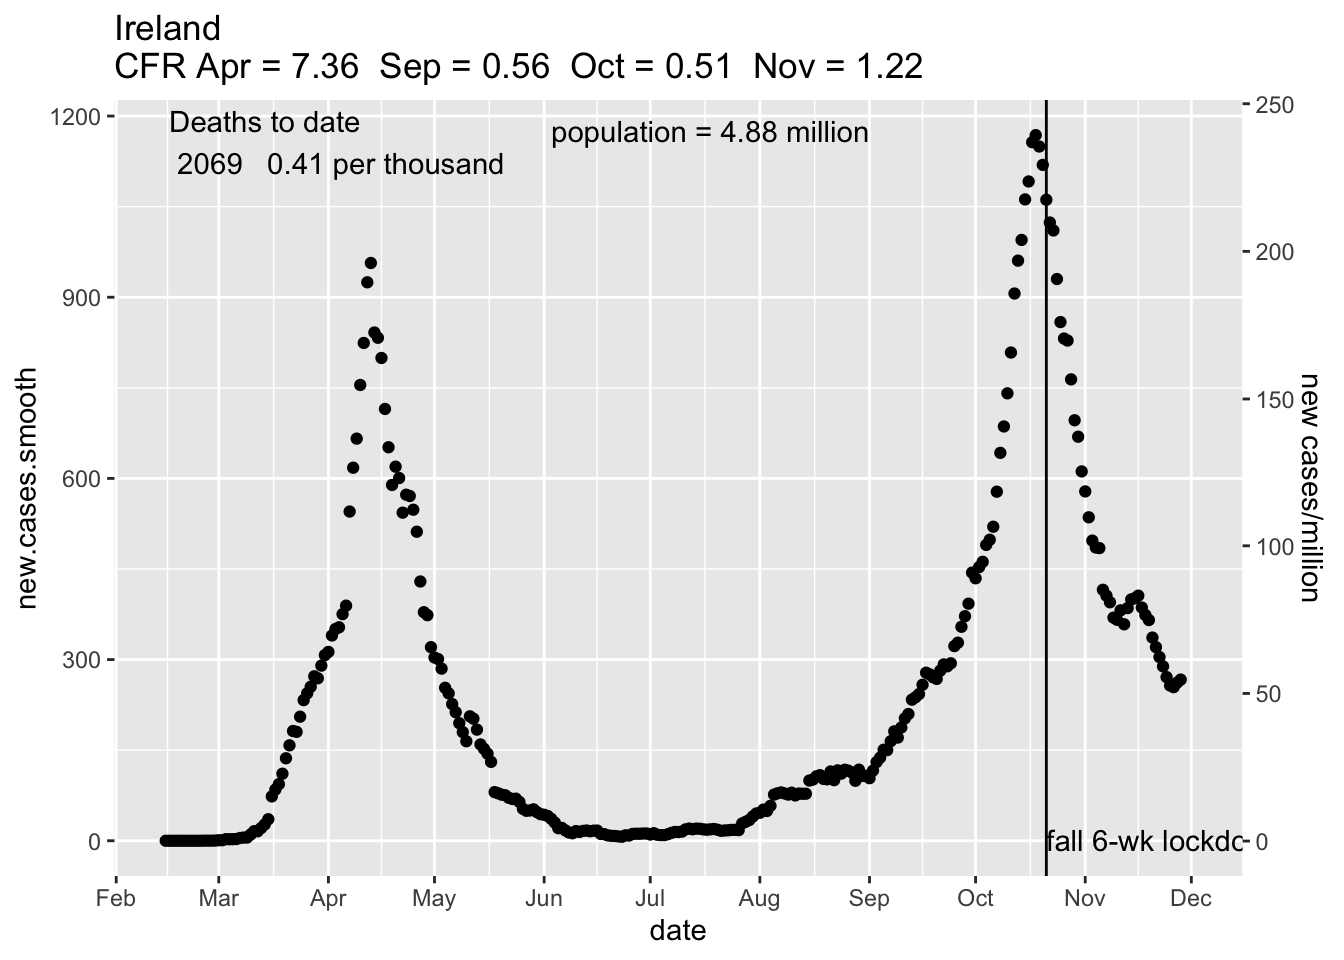 Ireland
CFR Apr = 7.36  Sep = 0.56  Oct = 0.51  Nov = 1.22
Deaths to date
2069   0.41 per thousand
population = 4.88 million
1200
900
600
300
0
new.cases.smooth
250
200
150
100
50
0
new cases/million
fall 6-wk lockdc
Feb Mar Apr May Jun Jul Aug Sep Oct Nov Dec
date